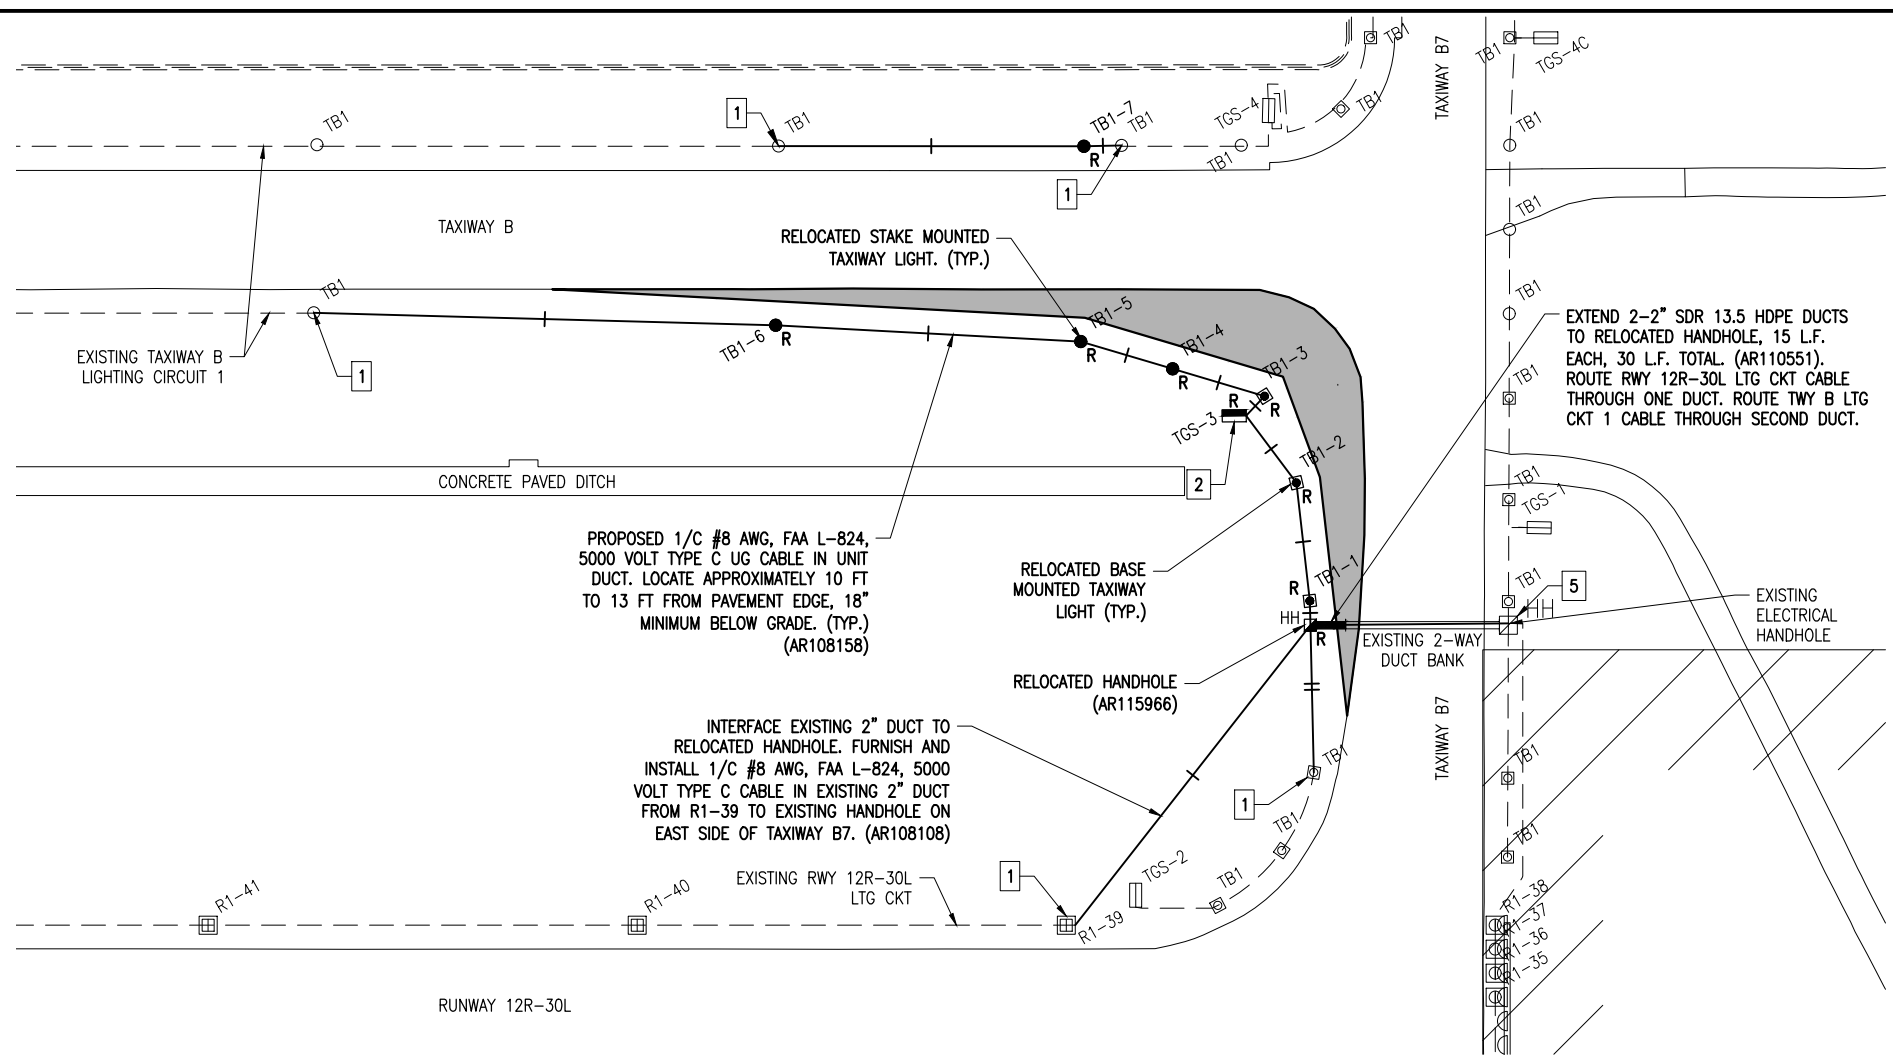 TB1
TAXIWAY B7
TB1
TGS-4C
1
TB1
TB1
TB1-7
TB1
TGS-4
TB1
TB1
TB1
R
1
TAXIWAY B
RELOCATED STAKE MOUNTED
TAXIWAY LIGHT. (TYP.)
TB1
TB1
TB1
EXISTING TAXIWAY B
LIGHTING CIRCUIT 1
1
TB1-6
R
TB1-5
R
TB1-4
R
TB1-3
R
R
TGS-3
2
TB1-2
R
EXTEND 2-2" SDR 13.5 HDPE DUCTS
TO RELOCATED HANDHOLE, 15 L.F.
EACH, 30 L.F. TOTAL. (AR110551).
ROUTE RWY 12R-30L LTG CKT CABLE
THROUGH ONE DUCT. ROUTE TWY B LTG
CKT 1 CABLE THROUGH SECOND DUCT.
TB1
CONCRETE PAVED DITCH
TB1
TGS-1
PROPOSED 1/C #8 AWG, FAA L-824,
5000 VOLT TYPE C UG CABLE IN UNIT
DUCT. LOCATE APPROXIMATELY 10 FT
TO 13 FT FROM PAVEMENT EDGE, 18"
MINIMUM BELOW GRADE. (TYP.)
(AR108158)
RELOCATED BASE
MOUNTED TAXIWAY
LIGHT (TYP.)
R
TB1-1
HH
R
TB1
5
HH
EXISTING
ELECTRICAL
HANDHOLE
EXISTING 2-WAY
DUCT BANK
RELOCATED HANDHOLE
(AR115966)
TAXIWAY B7
INTERFACE EXISTING 2" DUCT TO
RELOCATED HANDHOLE. FURNISH AND
INSTALL 1/C #8 AWG, FAA L-824, 5000
VOLT TYPE C CABLE IN EXISTING 2" DUCT
FROM R1-39 TO EXISTING HANDHOLE ON
EAST SIDE OF TAXIWAY B7. (AR108108)
TB1
1
TB1
TB1
TB1
EXISTING RWY 12R-30L
LTG CKT
1
TGS-2
TB1
R1-41
R1-40
R1-39
R1-38
R1-37
R1-36
R1-35
RUNWAY 12R-30L